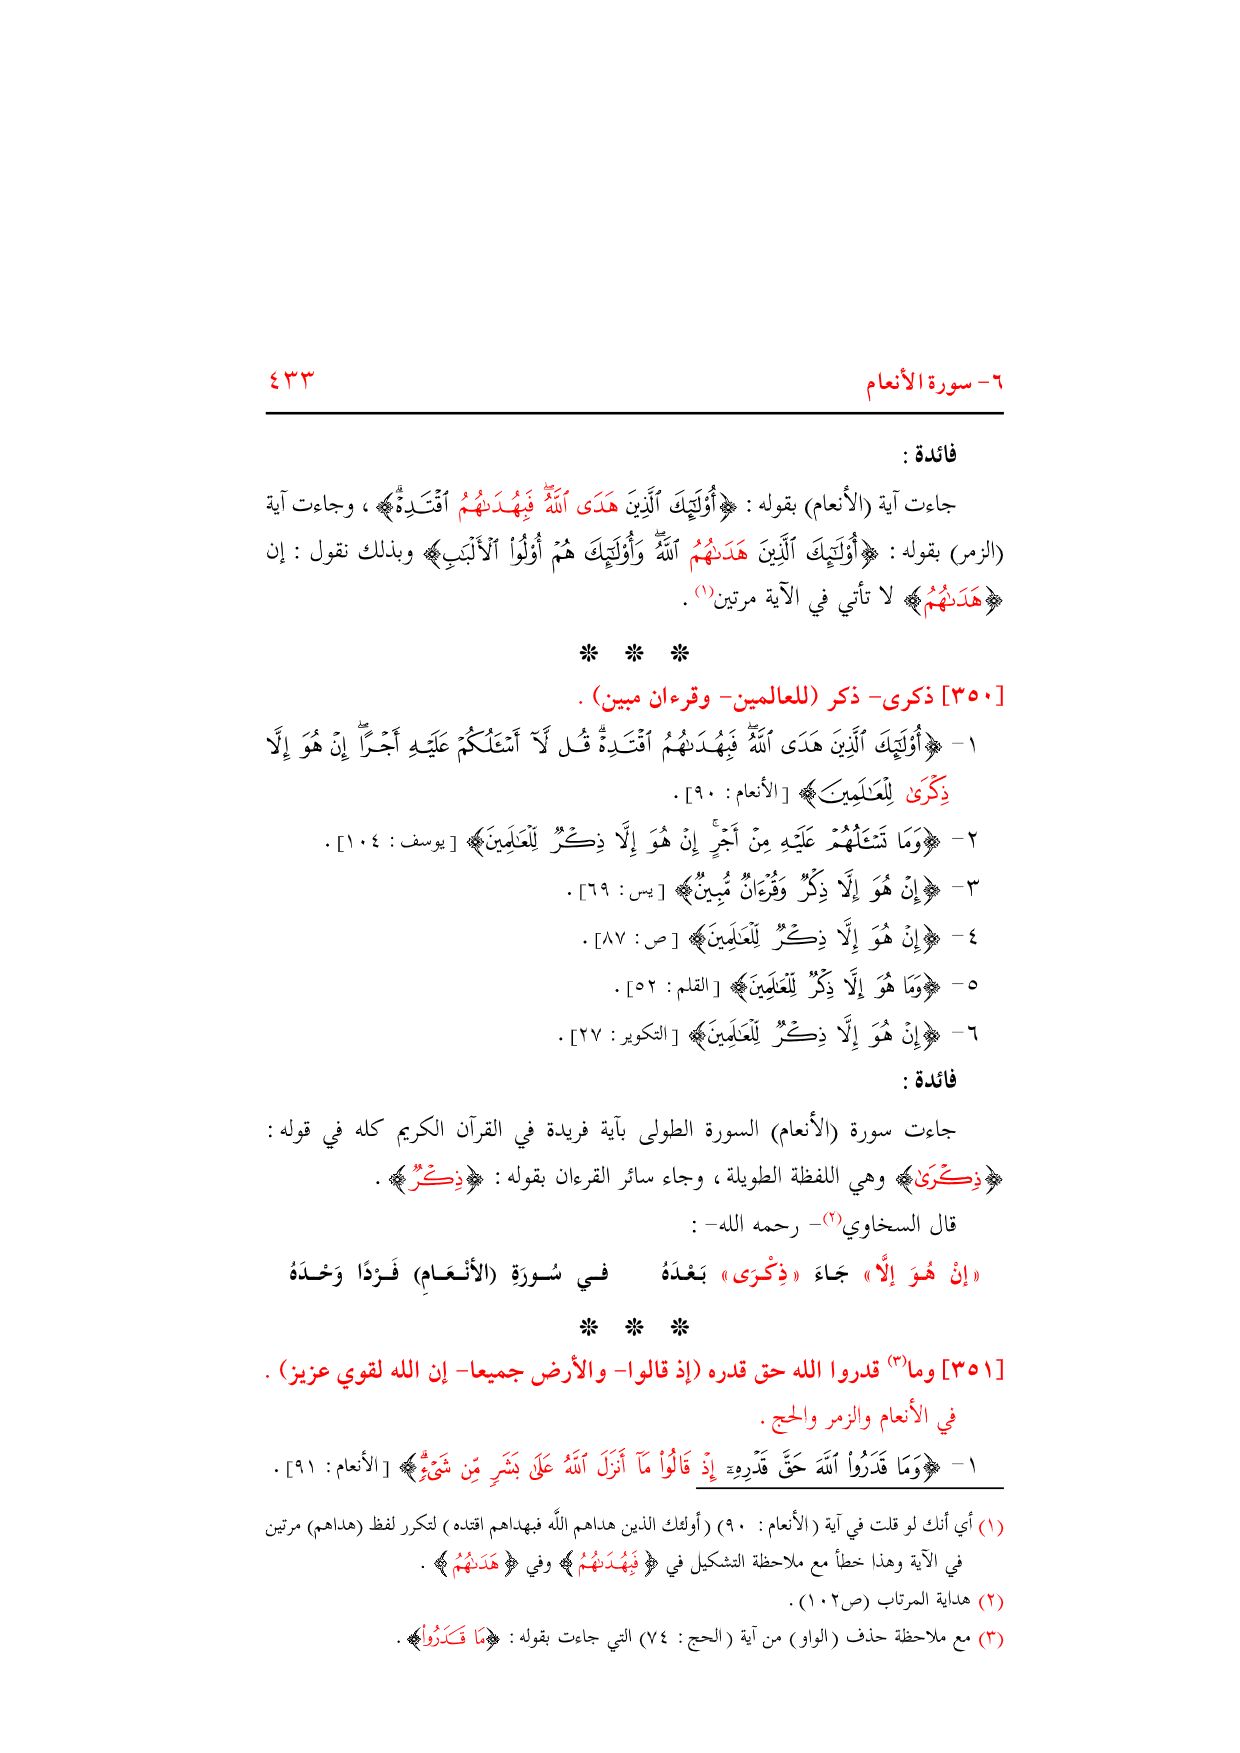 ٦- سورة الأنعام ٤٣٣
فائدة :
جاءت آية (الأنعام) بقوله : ﴿أُوْلَٰٓئِكَ ٱلَّذِينَ هَدَى ٱللَّهُۖ فَبِهُدَىٰهُمُ ٱقْتَدِهْۗ﴾ ، وجاءت آية
(الزمر) بقوله : ﴿أُوْلَٰٓئِكَ ٱلَّذِينَ هَدَىٰهُمُ ٱللَّهُۖ وَأُوْلَٰٓئِكَ هُمْ أُوْلُواْ ٱلْأَلْبَٰبِ﴾ وبذلك نقول : إن
﴿هَدَىٰهُمُ﴾ لا تأتي في الآية مرتين(١) .
❊ ❊ ❊
[٣٥٠] ذكرى- ذكر (للعالمين- وقرءان مبين) .
١- ﴿أُوْلَٰٓئِكَ ٱلَّذِينَ هَدَى ٱللَّهُۖ فَبِهُدَىٰهُمُ ٱقْتَدِهْۗ قُل لَّآ أَسْـَٔلُكُمْ عَلَيْهِ أَجْرًاۖ إِنْ هُوَ إِلَّا
ذِكْرَىٰ لِلْعَٰلَمِينَ﴾ [الأنعام : ٩٠] .
٢- ﴿وَمَا تَسْـَٔلُهُمْ عَلَيْهِ مِنْ أَجْرٍۚ إِنْ هُوَ إِلَّا ذِكْرٌ لِّلْعَٰلَمِينَ﴾ [يوسف : ١٠٤] .
٣- ﴿إِنْ هُوَ إِلَّا ذِكْرٌ وَقُرْءَانٌ مُّبِينٌ﴾ [يس : ٦٩] .
٤- ﴿إِنْ هُوَ إِلَّا ذِكْرٌ لِّلْعَٰلَمِينَ﴾ [ص : ٨٧] .
٥- ﴿وَمَا هُوَ إِلَّا ذِكْرٌ لِّلْعَٰلَمِينَ﴾ [القلم : ٥٢] .
٦- ﴿إِنْ هُوَ إِلَّا ذِكْرٌ لِّلْعَٰلَمِينَ﴾ [التكوير : ٢٧] .
فائدة :
جاءت سورة (الأنعام) السورة الطولى بآية فريدة في القرآن الكريم كله في قوله :
﴿ذِكْرَىٰ﴾ وهي اللفظة الطويلة ، وجاء سائر القرءان بقوله : ﴿ذِكْرٌ﴾ .
قال السخاوي(٢)- رحمه الله- :
«إنْ هُوَ إلَّا» جَاءَ «ذِكْرَى» بَعْدَهُ في سُورَةِ (الأنْعَامِ) فَرْدًا وَحْدَهُ
❊ ❊ ❊
[٣٥١] وما(٣) قدروا الله حق قدره (إذ قالوا- والأرض جميعا- إن الله لقوي عزيز) .
في الأنعام والزمر والحج .
١- ﴿وَمَا قَدَرُواْ ٱللَّهَ حَقَّ قَدْرِهِۦٓ إِذْ قَالُواْ مَآ أَنزَلَ ٱللَّهُ عَلَىٰ بَشَرٍ مِّن شَيْءٍۗ﴾ [الأنعام : ٩١] .
(١) أي أنك لو قلت في آية (الأنعام : ٩٠) (أولئك الذين هداهم اللَّه فبهداهم اقتده) لتكرر لفظ (هداهم) مرتين
في الآية وهذا خطأ مع ملاحظة التشكيل في ﴿فَبِهُدَىٰهُمُ﴾ وفي ﴿هَدَىٰهُمُ﴾ .
(٢) هداية المرتاب (ص١٠٢) .
(٣) مع ملاحظة حذف (الواو) من آية (الحج : ٧٤) التي جاءت بقوله : ﴿مَا قَدَرُواْ﴾ .